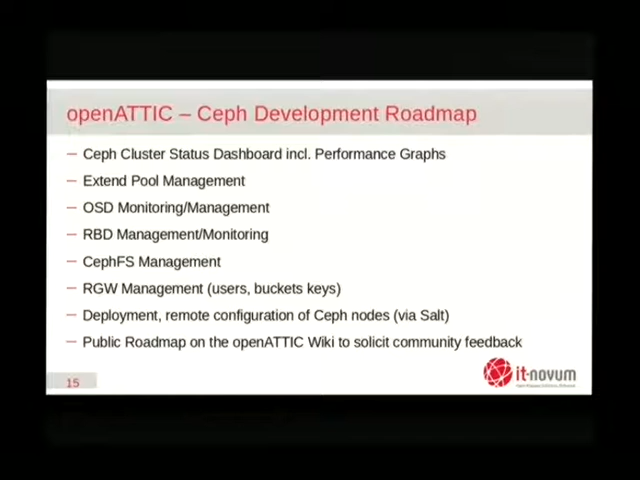 openATTIC – Ceph Development Roadmap
– Ceph Cluster Status Dashboard incl. Performance Graphs
– Extend Pool Management
– OSD Monitoring/Management
– RBD Management/Monitoring
– CephFS Management
– RGW Management (users, buckets keys)
– Deployment, remote configuration of Ceph nodes (via Salt)
– Public Roadmap on the openATTIC Wiki to solicit community feedback
15
it-novum